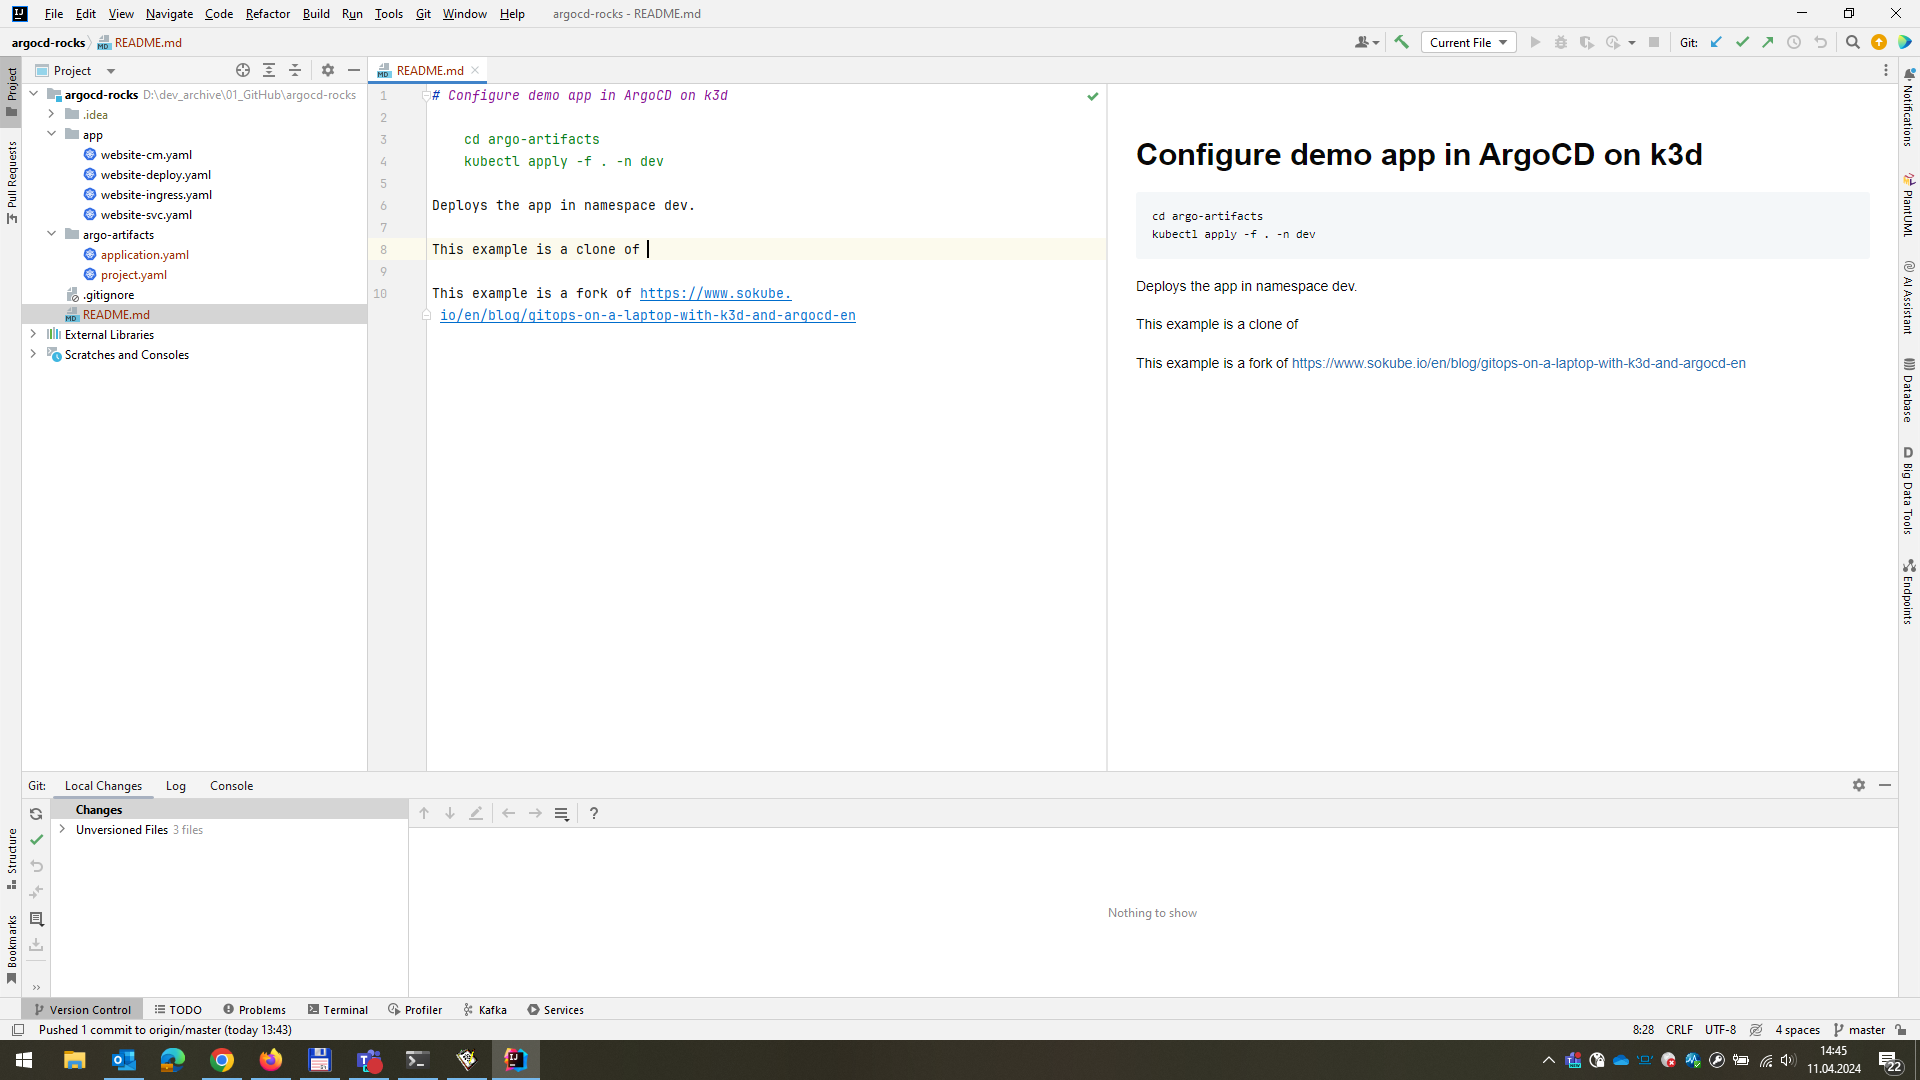 File Edit View Navigate Code Refactor Build Run Tools Git Window Help argocd-rocks - README.md
argocd-rocks README.md
Current File
Git:
Project
README.md
argocd-rocks D:\dev_archive\01_GitHub\argocd-rocks
.idea
app
website-cm.yaml
website-deploy.yaml
website-ingress.yaml
website-svc.yaml
argo-artifacts
application.yaml
project.yaml
.gitignore
README.md
External Libraries
Scratches and Consoles
1 # Configure demo app in ArgoCD on k3d
2
3 cd argo-artifacts
4 kubectl apply -f . -n dev
5
6 Deploys the app in namespace dev.
7
8 This example is a clone of
9
10 This example is a fork of https://www.sokube.
io/en/blog/gitops-on-a-laptop-with-k3d-and-argocd-en
Configure demo app in ArgoCD on k3d
cd argo-artifacts
kubectl apply -f . -n dev
Deploys the app in namespace dev.
This example is a clone of
This example is a fork of https://www.sokube.io/en/blog/gitops-on-a-laptop-with-k3d-and-argocd-en
Project
Pull Requests
Structure
Bookmarks
Notifications
PlantUML
AI Assistant
Database
D Big Data Tools
Endpoints
Git: Local Changes Log Console
Changes
Unversioned Files 3 files
?
Nothing to show
Version Control TODO Problems Terminal Profiler Kafka Services
Pushed 1 commit to origin/master (today 13:43)
8:28 CRLF UTF-8 4 spaces master
14:45
11.04.2024
22